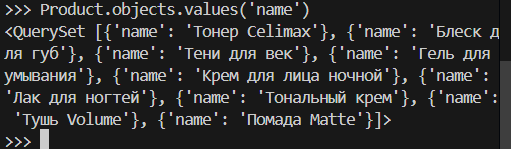 >>> Product.objects.values('name')
<QuerySet [{'name': 'Тонер Celimax'}, {'name': 'Блеск д
ля губ'}, {'name': 'Тени для век'}, {'name': 'Гель для
умывания'}, {'name': 'Крем для лица ночной'}, {'name':
'Лак для ногтей'}, {'name': 'Тональный крем'}, {'name':
'Тушь Volume'}, {'name': 'Помада Matte'}]>
>>>